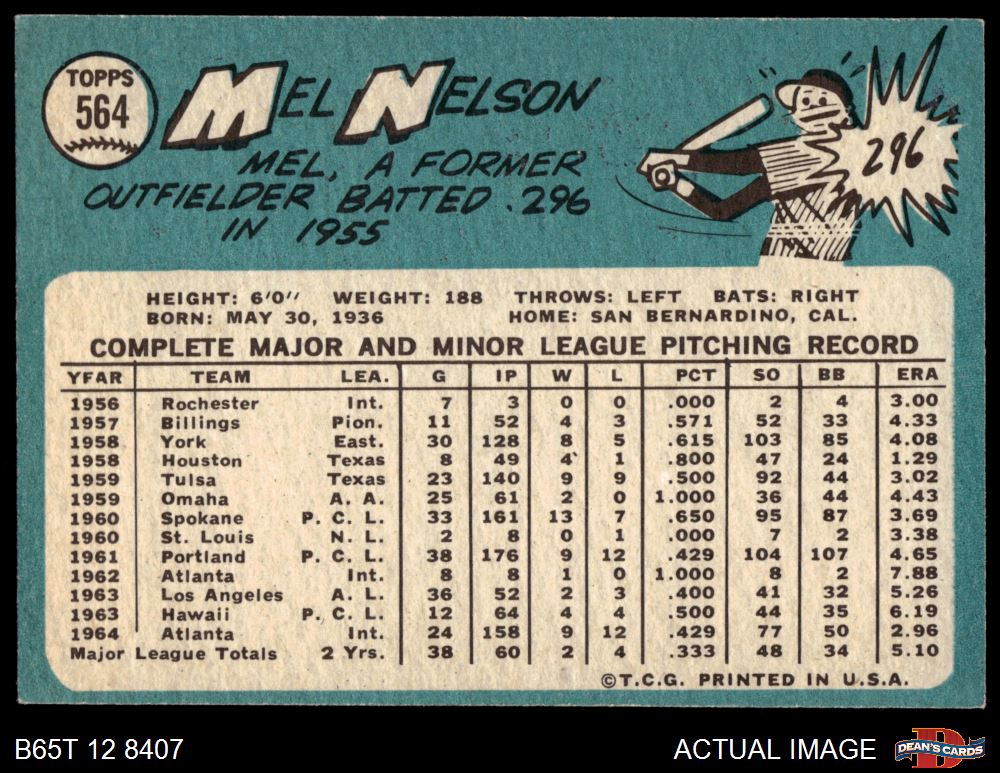 TOPPS
564
MEL NELSON
MEL, A FORMER
OUTFIELDER BATTED .296
IN 1955
296
HEIGHT: 6'0" WEIGHT: 188 THROWS: LEFT BATS: RIGHT
BORN: MAY 30, 1936 HOME: SAN BERNARDINO, CAL.
COMPLETE MAJOR AND MINOR LEAGUE PITCHING RECORD
YEAR TEAM LEA. G IP W L PCT SO BB ERA
1956 Rochester Int. 7 3 0 0 .000 2 4 3.00
1957 Billings Pion. 11 52 4 3 .571 52 33 4.33
1958 York East. 30 128 8 5 .615 103 85 4.08
1958 Houston Texas 8 49 4 1 .800 47 24 1.29
1959 Tulsa Texas 23 140 9 9 .500 92 44 3.02
1959 Omaha A. A. 25 61 2 0 1.000 36 44 4.43
1960 Spokane P. C. L. 33 161 13 7 .650 95 87 3.69
1960 St. Louis N. L. 2 8 0 1 .000 7 2 3.38
1961 Portland P. C. L. 38 176 9 12 .429 104 107 4.65
1962 Atlanta Int. 8 8 1 0 1.000 8 2 7.88
1963 Los Angeles A. L. 36 52 2 3 .400 41 32 5.26
1963 Hawaii P. C. L. 12 64 4 4 .500 44 35 6.19
1964 Atlanta Int. 24 158 9 12 .429 77 50 2.96
Major League Totals 2 Yrs. 38 60 2 4 .333 48 34 5.10
©T.C.G. PRINTED IN U.S.A.
B65T 12 8407 ACTUAL IMAGE
D
DEAN'S CARDS